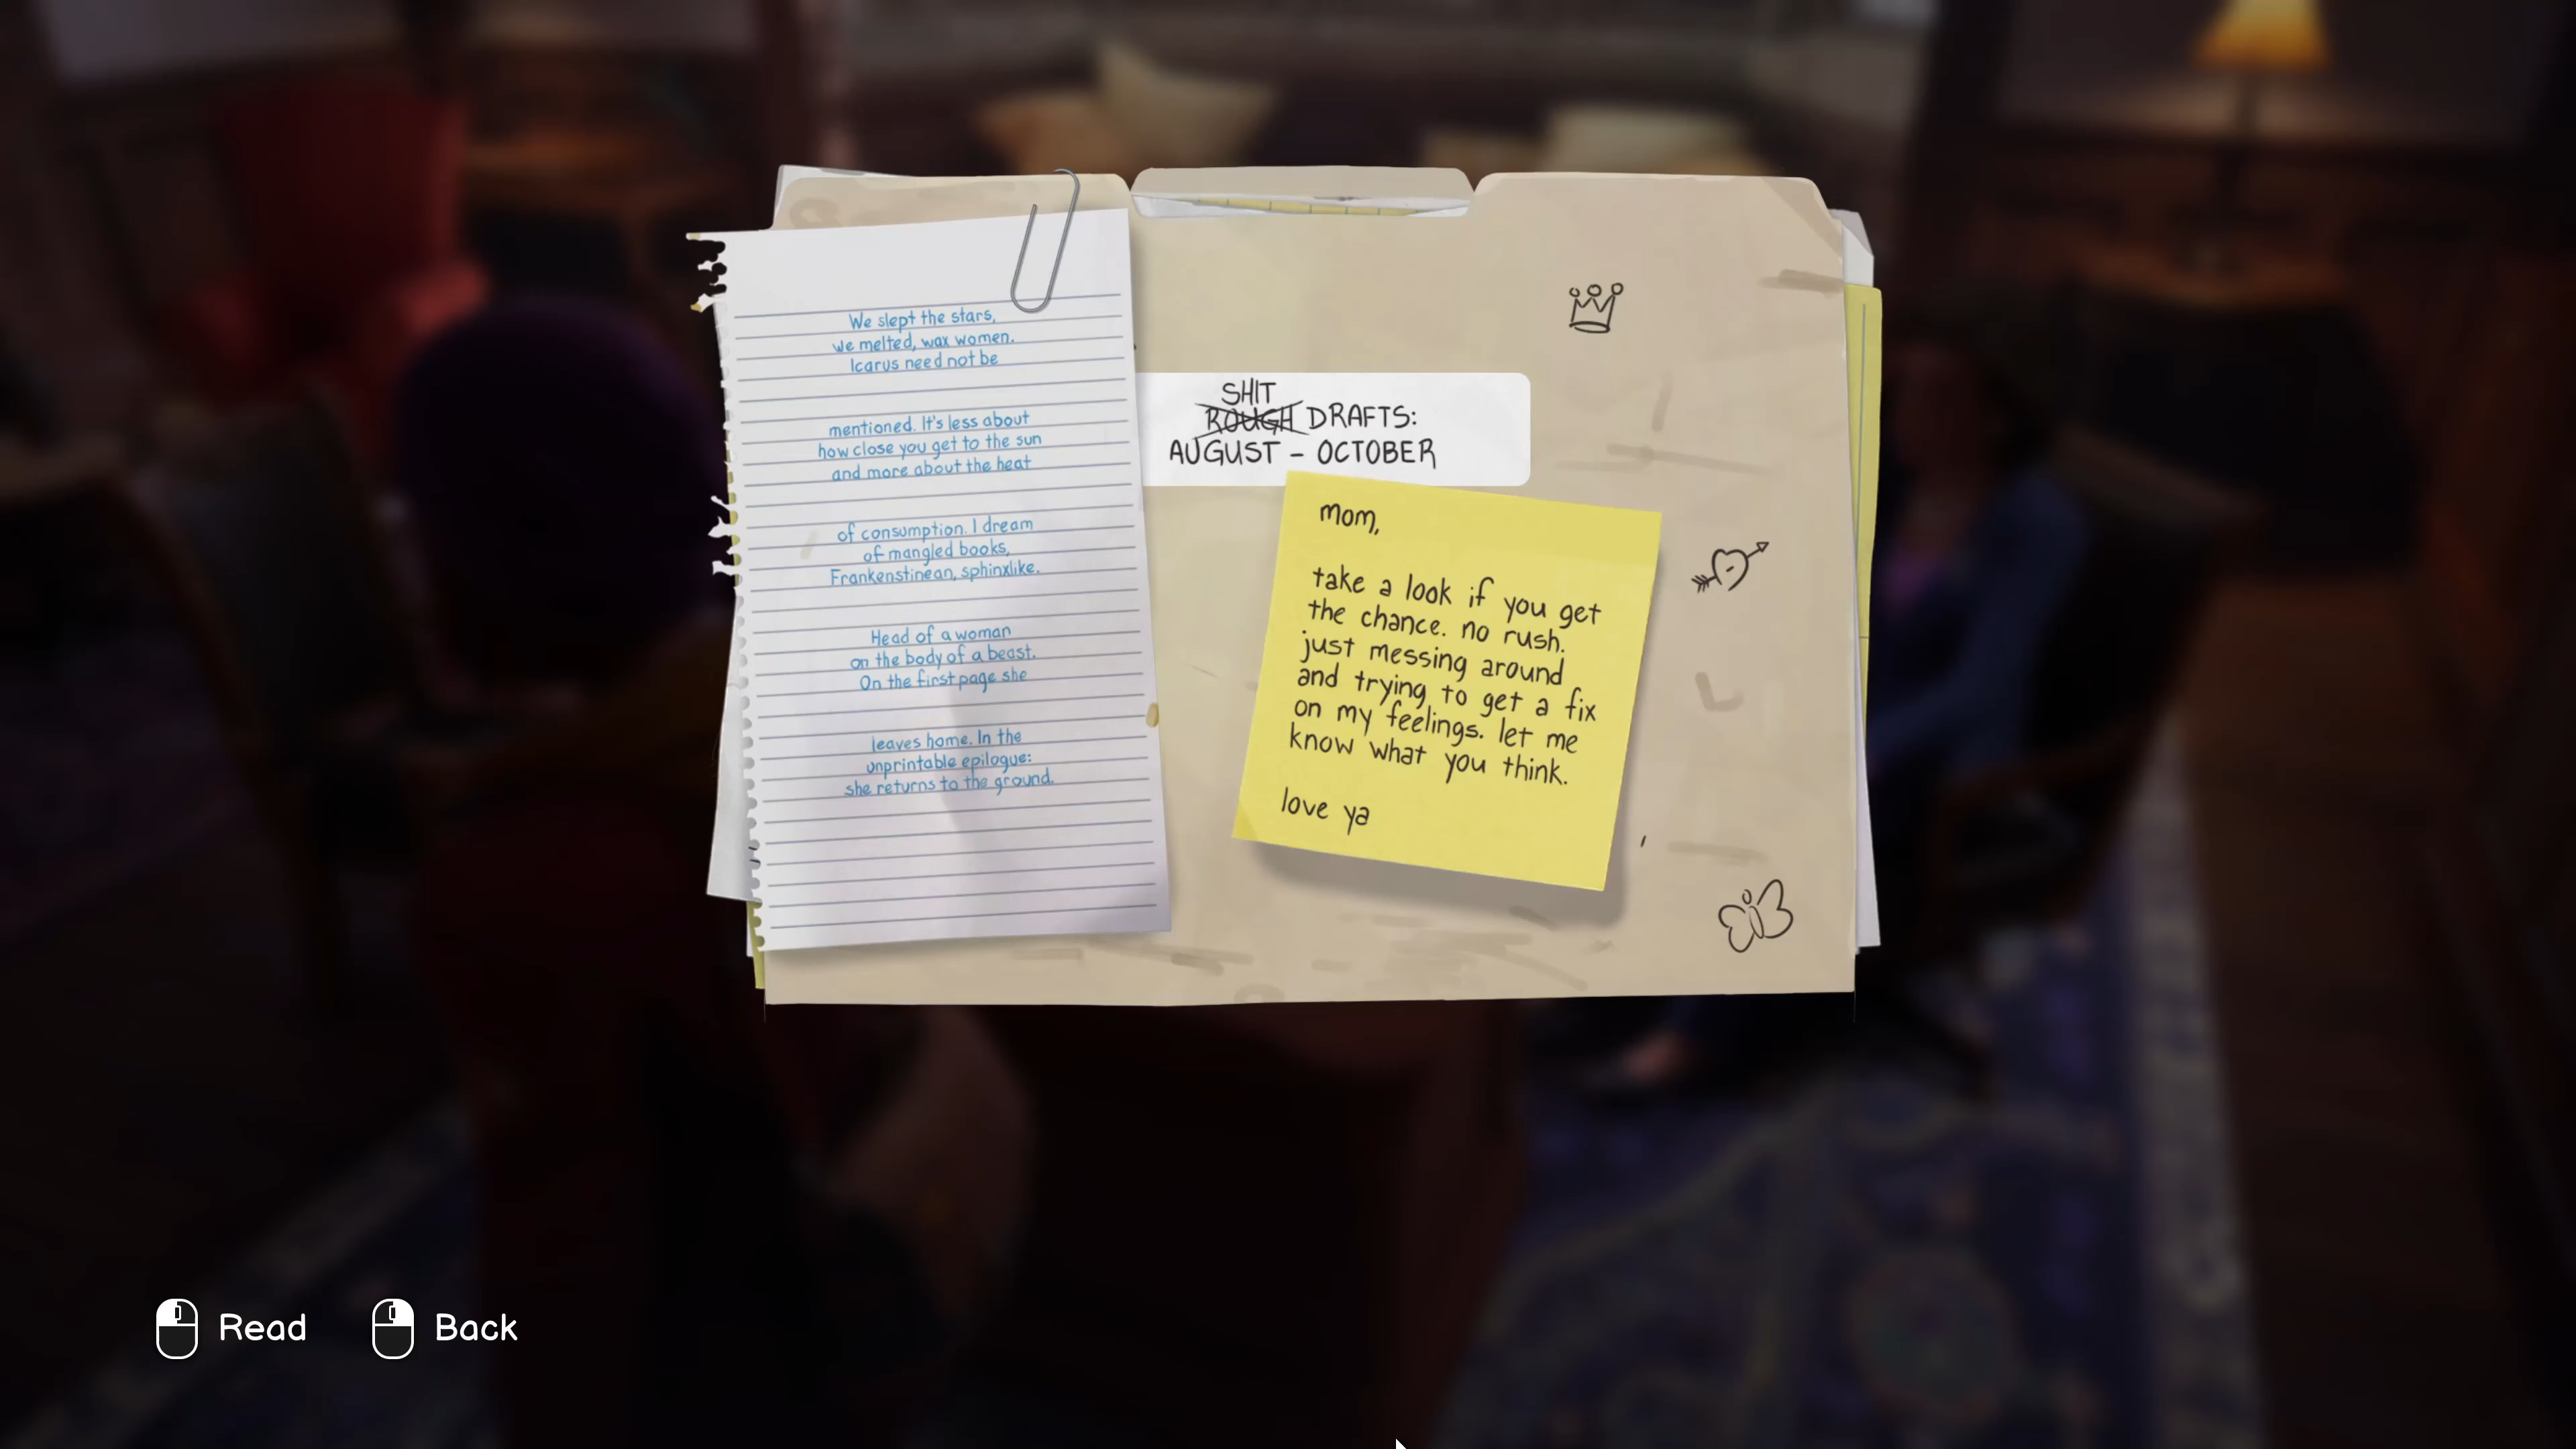 We slept the stars,
we melted, wax women.
Icarus need not be
mentioned. It's less about
how close you get to the sun
and more about the heat
of consumption. I dream
of mangled books,
Frankenstinean, sphinxlike.
Head of a woman
on the body of a beast.
On the first page she
leaves home. In the
unprintable epilogue:
she returns to the ground.
SHIT
ROUGH DRAFTS:
AUGUST - OCTOBER
mom,
take a look if you get
the chance. no rush.
just messing around
and trying to get a fix
on my feelings. let me
know what you think.
love ya
Read
Back